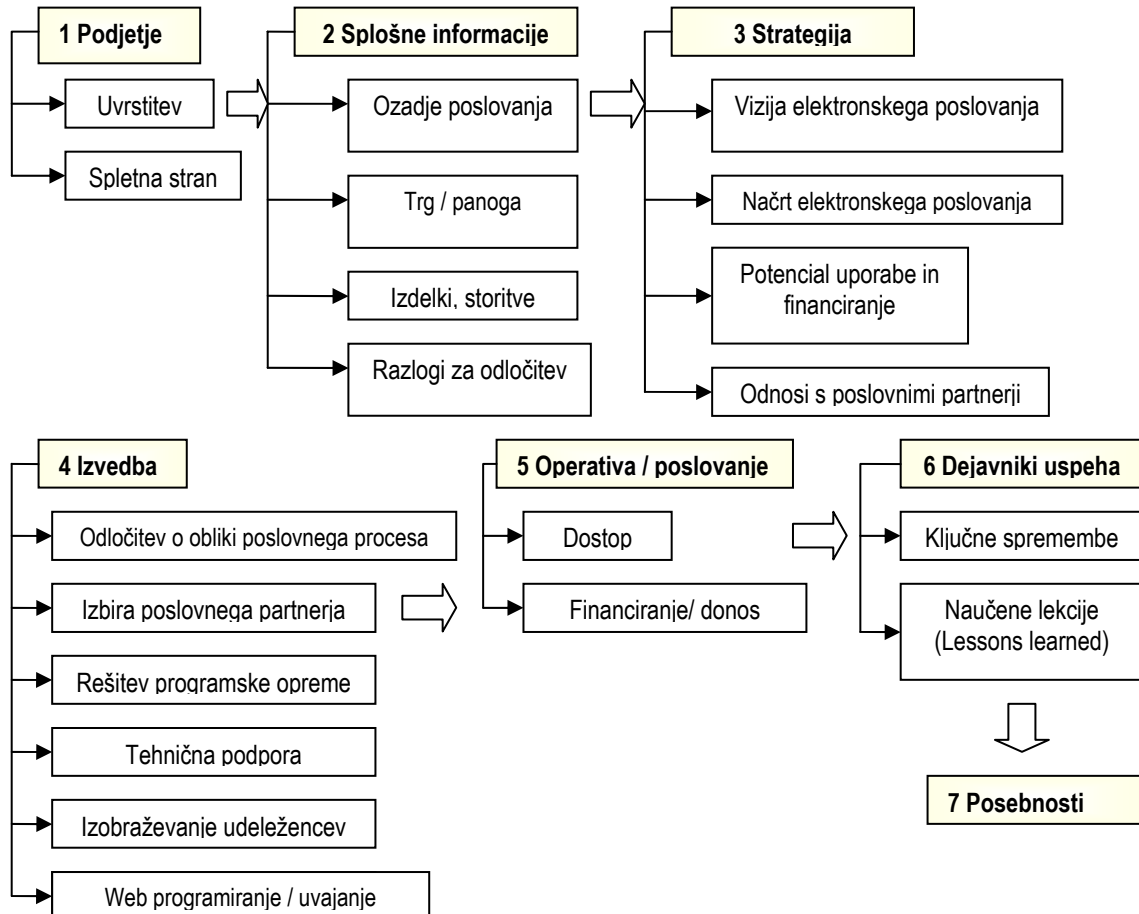 1 Podjetje
Uvrstitev
Spletna stran
2 Splošne informacije
Ozadje poslovanja
Trg / panoga
Izdelki, storitve
Razlogi za odločitev
3 Strategija
Vizija elektronskega poslovanja
Načrt elektronskega poslovanja
Potencial uporabe in
financiranje
Odnosi s poslovnimi partnerji
4 Izvedba
Odločitev o obliki poslovnega procesa
Izbira poslovnega partnerja
Rešitev programske opreme
Tehnična podpora
Izobraževanje udeležencev
Web programiranje / uvajanje
5 Operativa / poslovanje
Dostop
Financiranje/ donos
6 Dejavniki uspeha
Ključne spremembe
Naučene lekcije
(Lessons learned)
7 Posebnosti